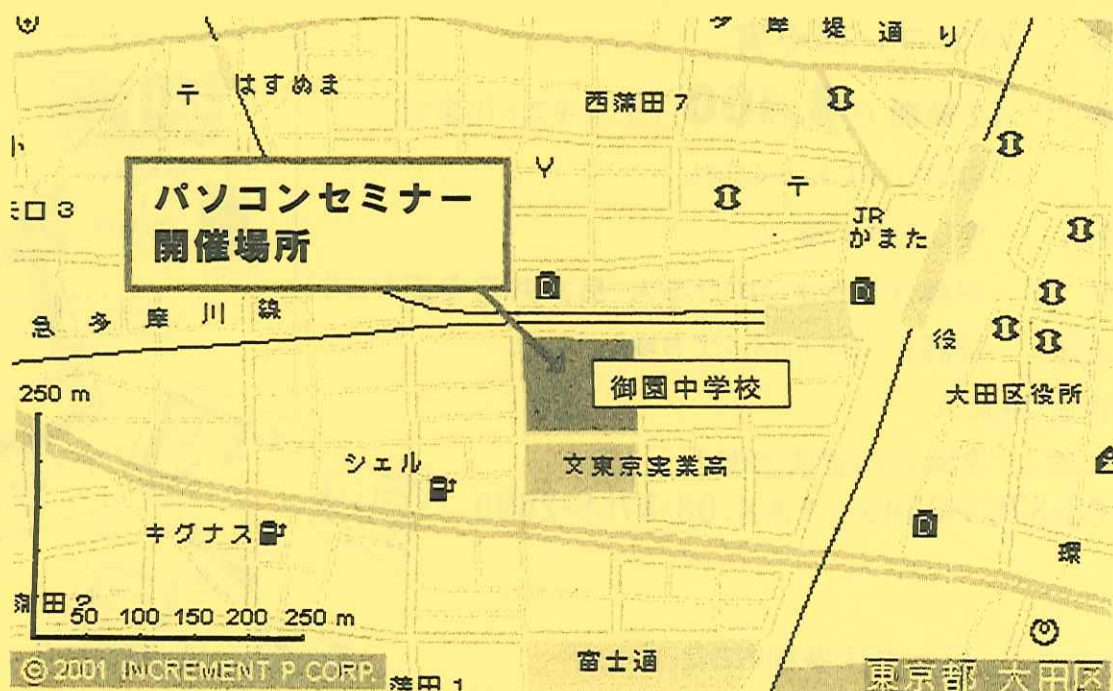 多摩堤通り
〒 はすぬま
西蒲田7
小
口3
パソコンセミナー
開催場所
〒
JR
かまた
急多摩川線
役
大田区役所
250 m
御園中学校
シェル
文東京実業高
キグナス
環
蒲田2
50 100 150 200 250 m
富士通
© 2001 INCREMENT P CORP.
蒲田1
東京都 大田区